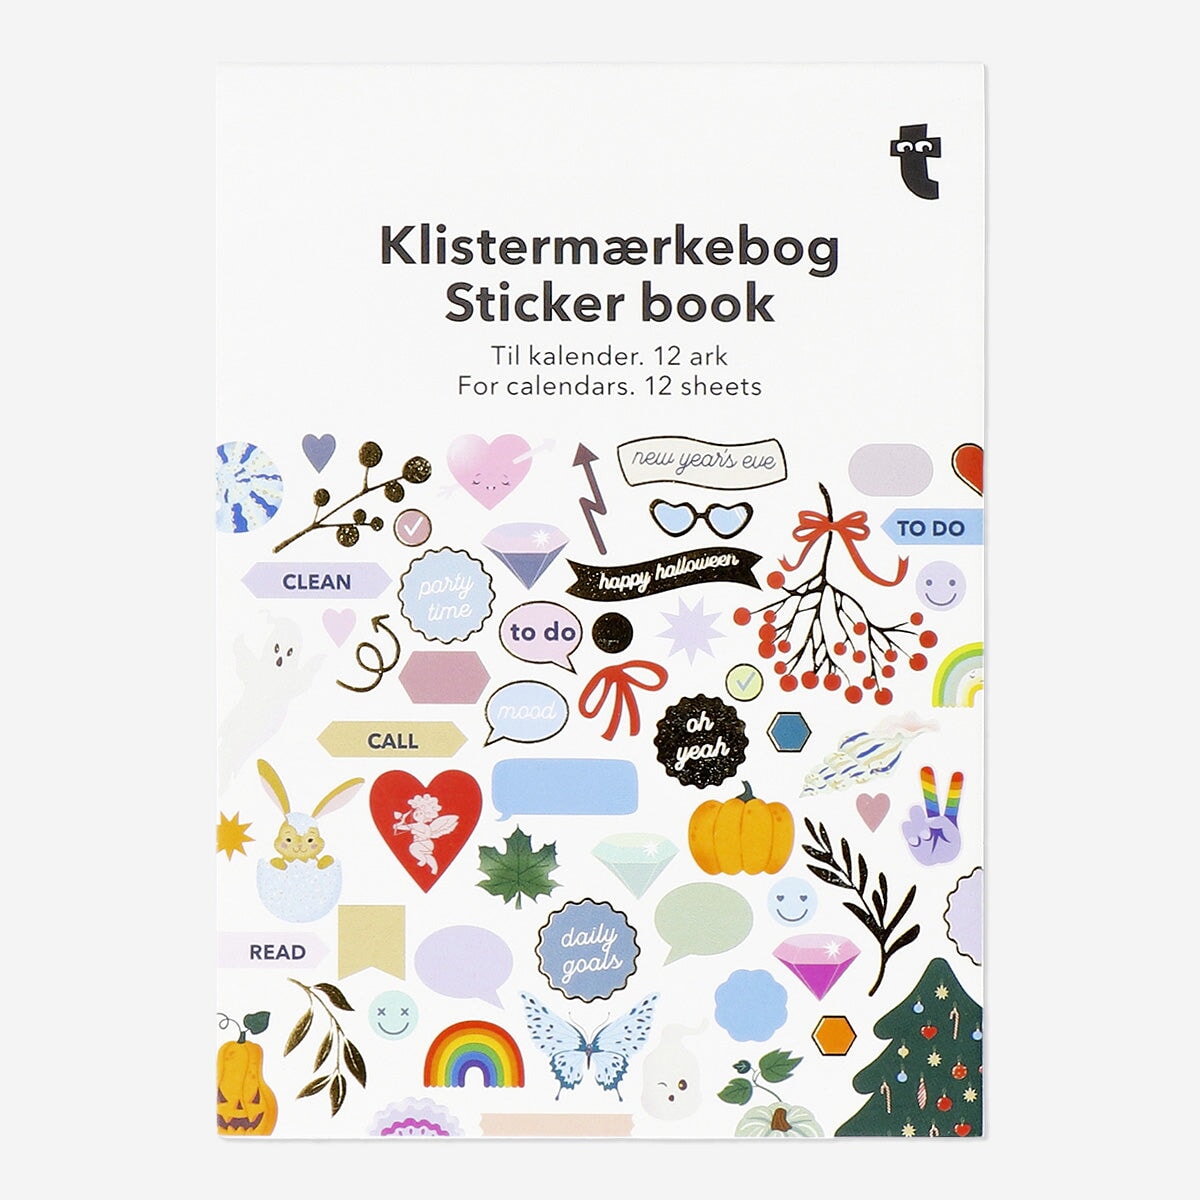 Klistermærkebog
Sticker book
Til kalender. 12 ark
For calendars. 12 sheets
new year's eve
TO DO
happy halloween
CLEAN
party
time
to do
mood
oh
yeah
CALL
daily
goals
READ